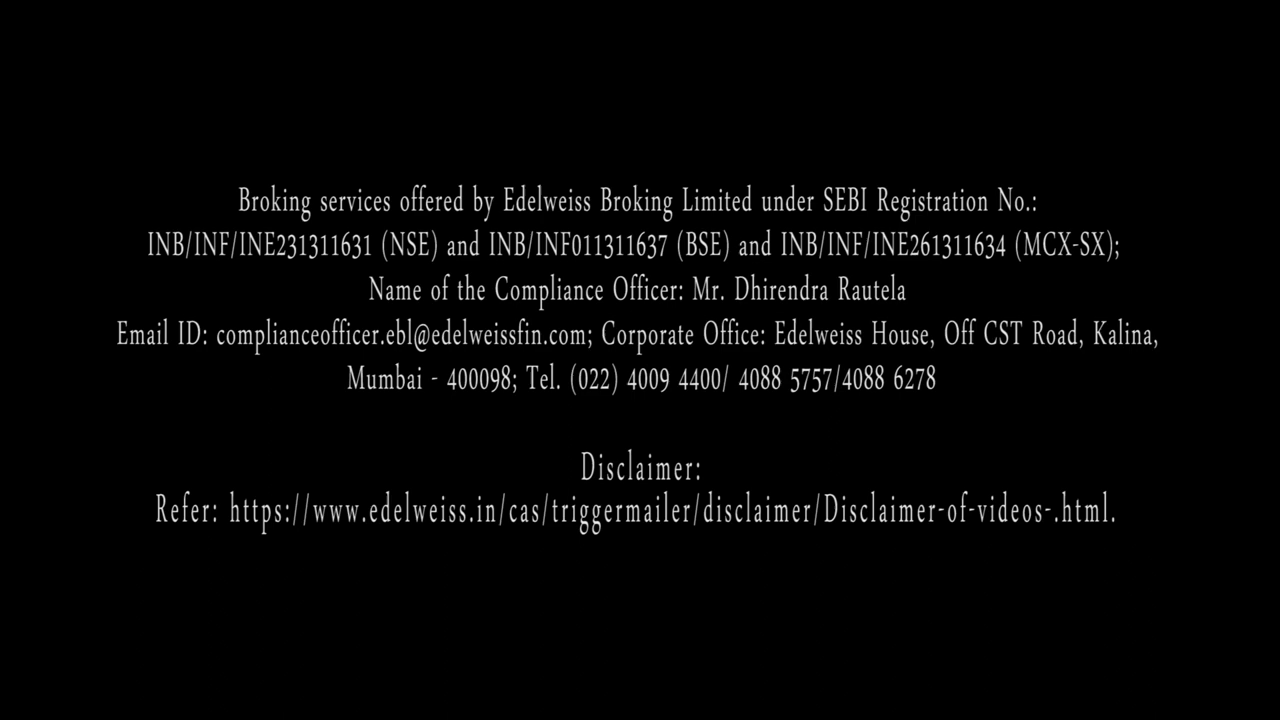 Broking services offered by Edelweiss Broking Limited under SEBI Registration No.:
INB/INF/INE231311631 (NSE) and INB/INF011311637 (BSE) and INB/INF/INE261311634 (MCX-SX);
Name of the Compliance Officer: Mr. Dhirendra Rautela
Email ID: complianceofficer.ebl@edelweissfin.com; Corporate Office: Edelweiss House, Off CST Road, Kalina,
Mumbai - 400098; Tel. (022) 4009 4400/ 4088 5757/4088 6278
Disclaimer:
Refer: https://www.edelweiss.in/cas/triggermailer/disclaimer/Disclaimer-of-videos-.html.